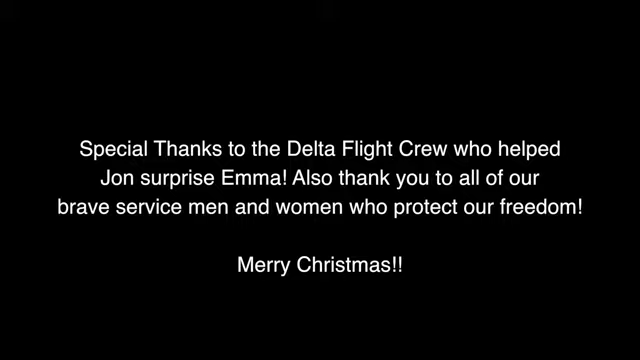 Special Thanks to the Delta Flight Crew who helped
Jon surprise Emma! Also thank you to all of our
brave service men and women who protect our freedom!
Merry Christmas!!